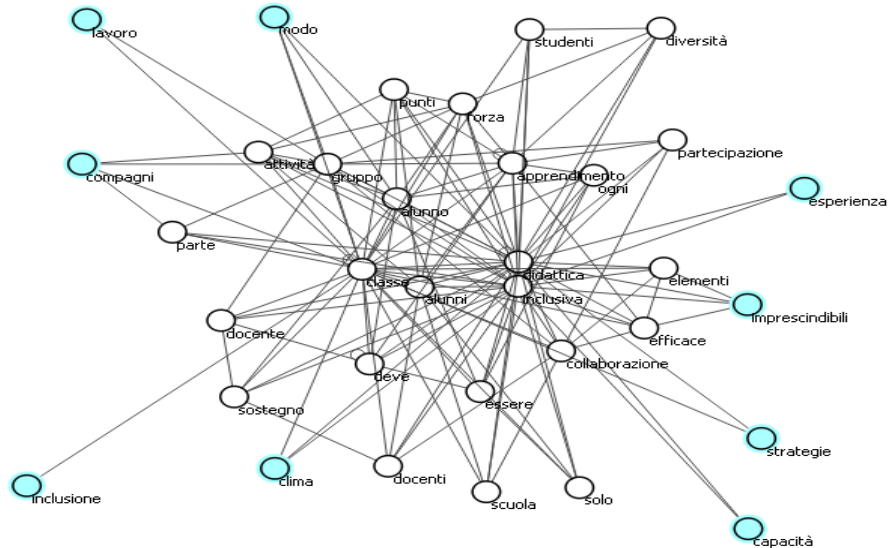 lavoro
modo
studenti
diversità
punti
forza
attività
gruppo
apprendimento
partecipazione
compagni
ogni
esperienza
alunno
parte
classe
didattica
elementi
alunni
inclusiva
imprescindibili
docente
efficace
collaborazione
deve
sostegno
essere
strategie
inclusione
clima
docenti
scuola
solo
capacità